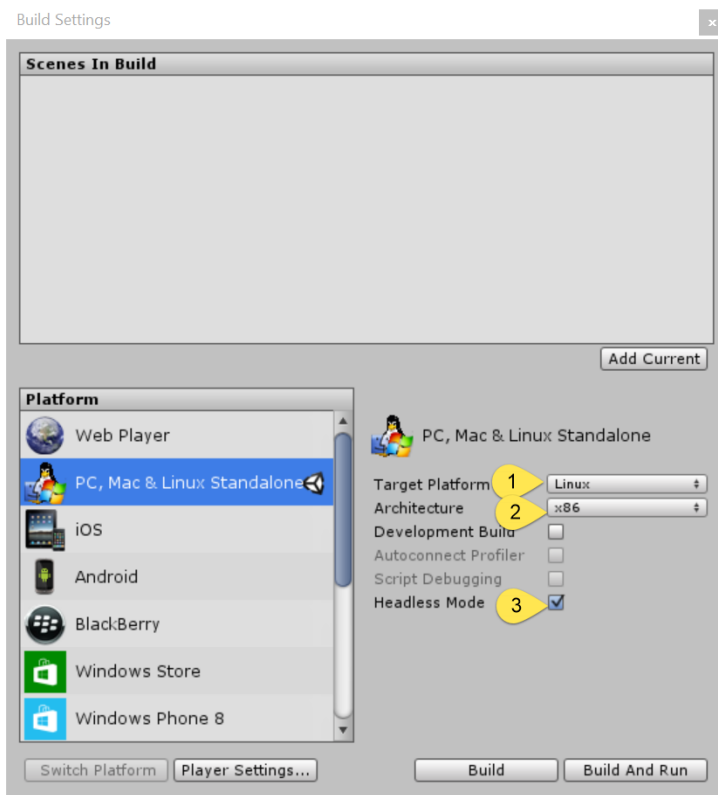 Build Settings
×
Scenes In Build
Add Current
Platform
Web Player
PC, Mac & Linux Standalone
iOS
Android
BlackBerry
Windows Store
Windows Phone 8
Switch Platform
Player Settings...
PC, Mac & Linux Standalone
Target Platform 1 Linux
Architecture 2 x86
Development Build
Autoconnect Profiler
Script Debugging
Headless Mode 3
Build
Build And Run